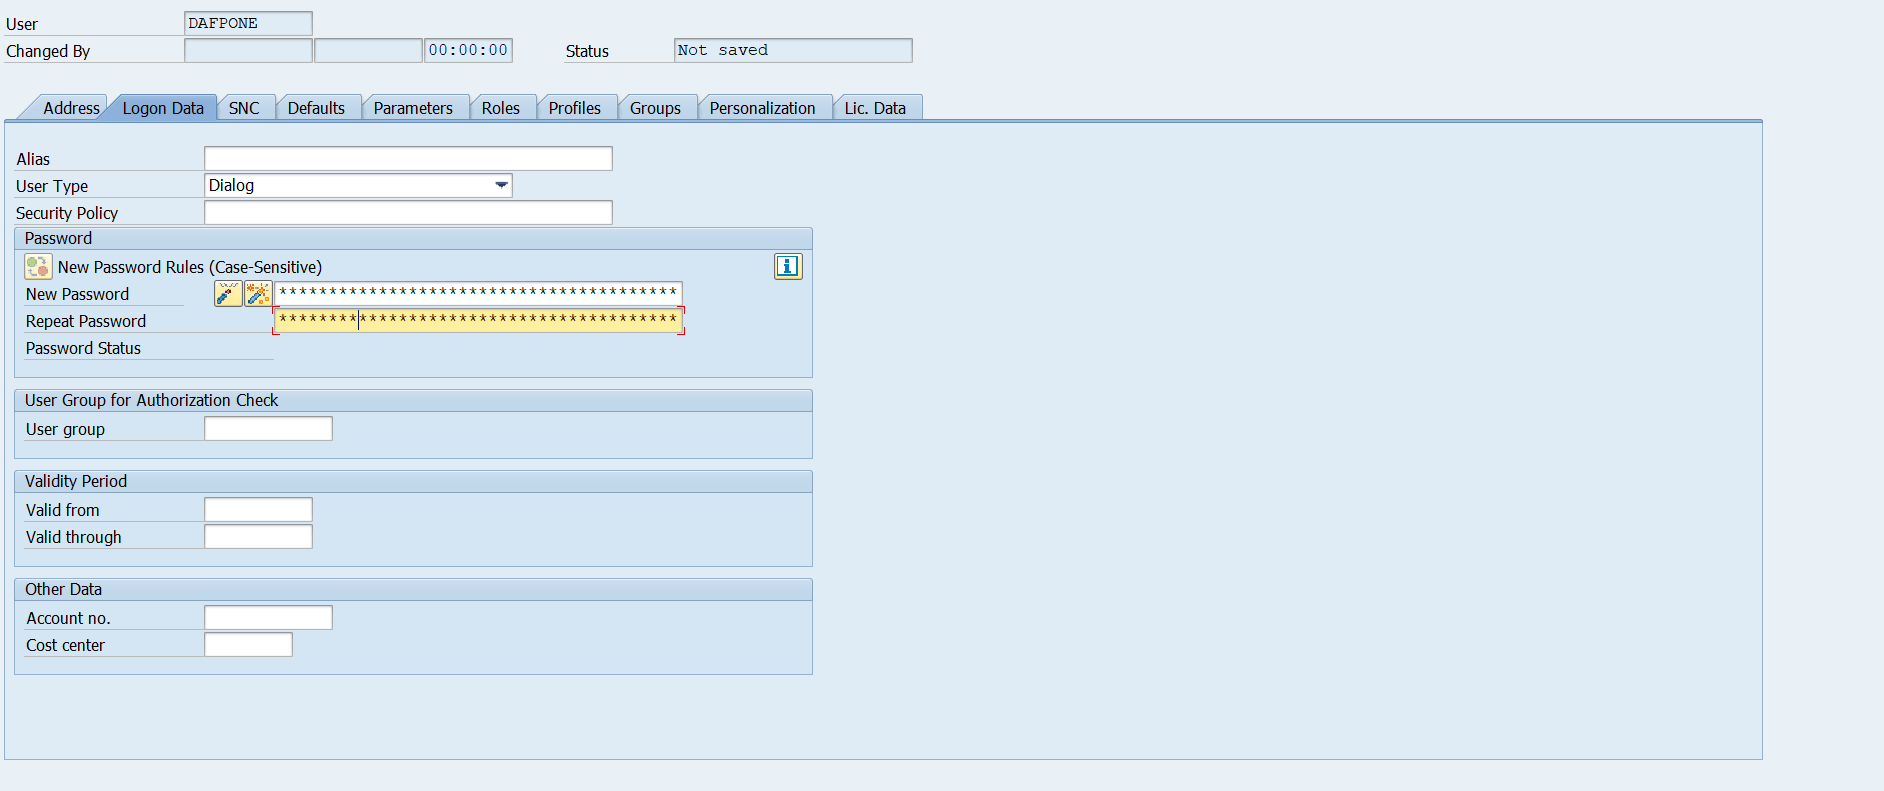 User DAFPONE
Changed By 00:00:00 Status Not saved
Address Logon Data SNC Defaults Parameters Roles Profiles Groups Personalization Lic. Data
Alias
User Type Dialog
Security Policy
Password
New Password Rules (Case-Sensitive)
New Password ****************************************
Repeat Password ****************************************
Password Status
User Group for Authorization Check
User group
Validity Period
Valid from
Valid through
Other Data
Account no.
Cost center